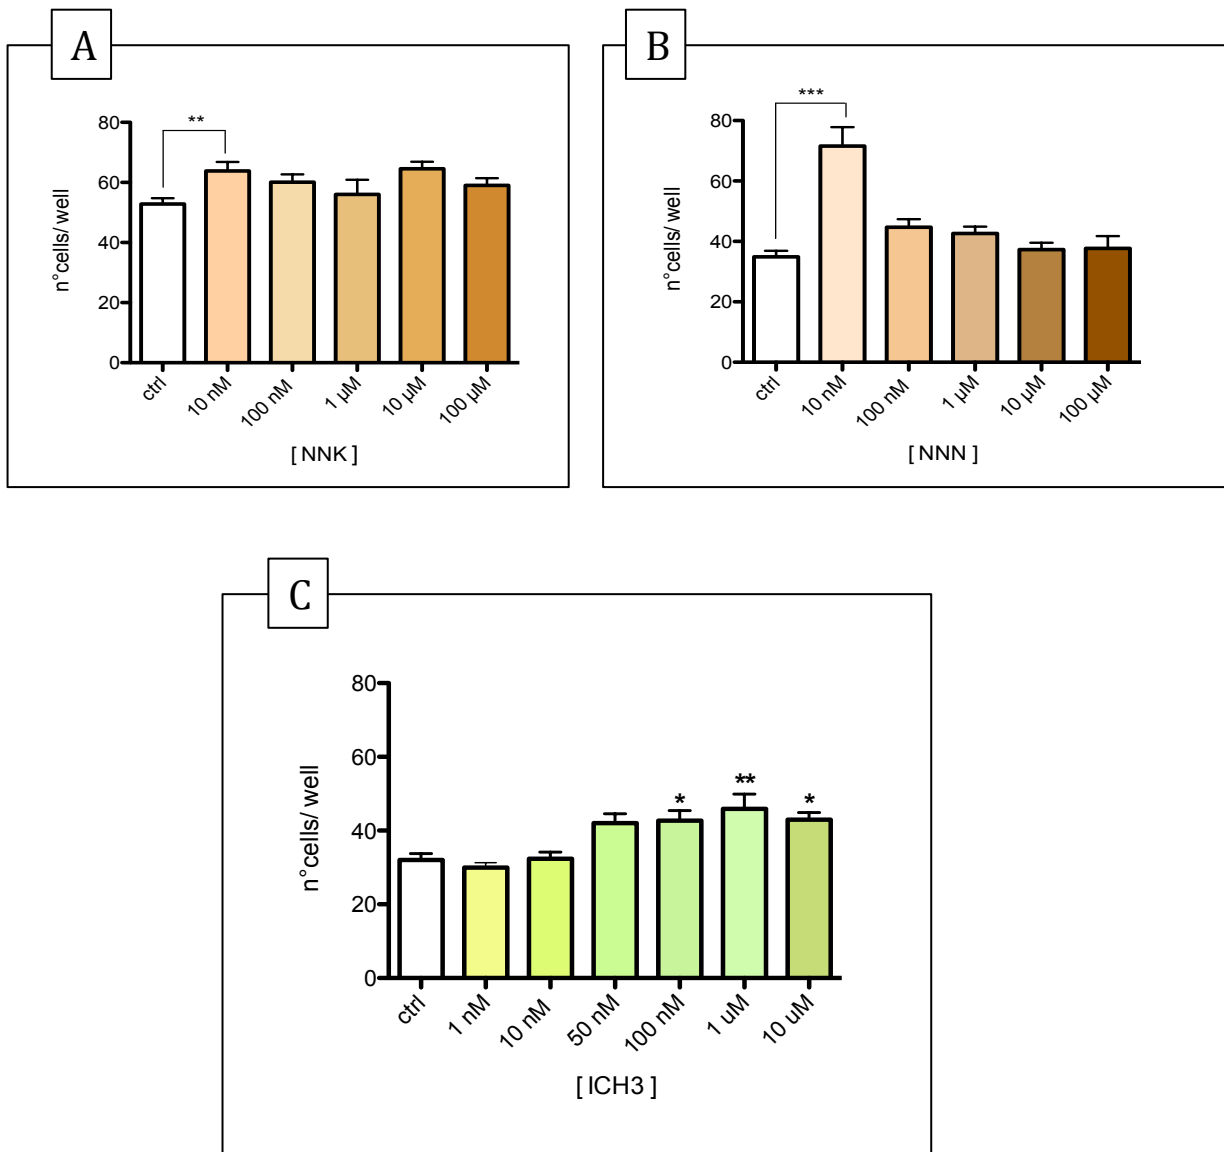 A
**
n°cells/ well
80
60
40
20
0
ctrl
10 nM
100 nM
1 µM
10 µM
100 µM
[ NNK ]
B
***
n°cells/ well
80
60
40
20
0
ctrl
10 nM
100 nM
1 µM
10 µM
100 µM
[ NNN ]
C
n°cells/ well
80
60
40
20
0
*
**
*
ctrl
1 nM
10 nM
50 nM
100 nM
1 uM
10 uM
[ ICH3 ]